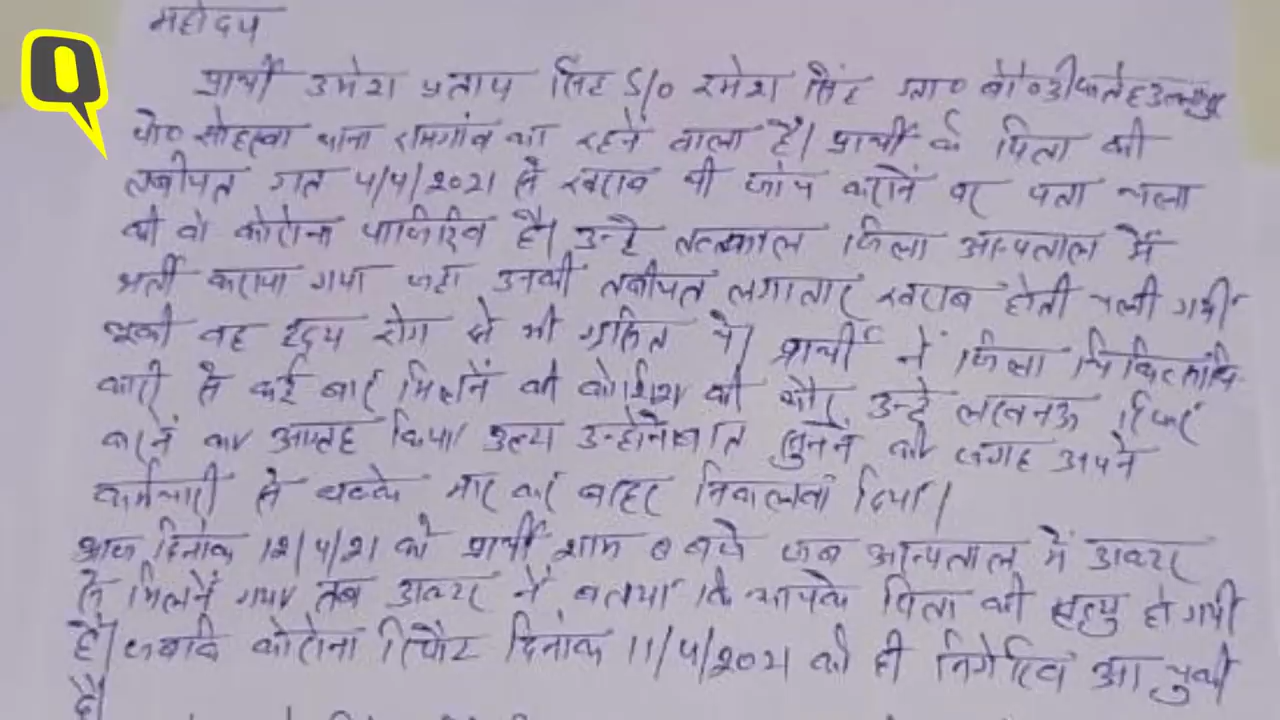 महोदय
प्रार्थी उमेश प्रताप सिंह S/O रमेश सिंह ग्रा०
पो० सोहरवा थाना रामगांव का रहने वाला है। प्रार्थी के पिता की
तबीयत गत 4/4/2021 से खराब थी जांच कराने पर पता चला
की वो कोरोना पाजिटिव है। उन्हे तत्काल जिला अस्पताल में
भर्ती कराया गया जहा उनकी तबीयत लगातार खराब होती चली गयी
चूकी वह हृदय रोग से भी ग्रसित थे। प्रार्थी ने जिला चिकित्साधि-
कारी से कई बार मिलनें की कोशिश की और उन्हे लखनऊ रिफर
करनें का आग्रह किया उन्होनें बात सुनने की जगह अपने
कर्मचारी से धक्के मार कर बाहर निकलवा दिया।
आज दिनांक 12/4/21 को प्रार्थी शाम 8 बजे जब अस्पताल में डाक्टर
से मिलनें गया तब डाक्टर नें बताया कि आपके पिता की मृत्यु हो गयी
है। जबकि कोरोना रिपोर्ट दिनांक 11/4/2021 को ही निगेटिव आ चुकी
है।